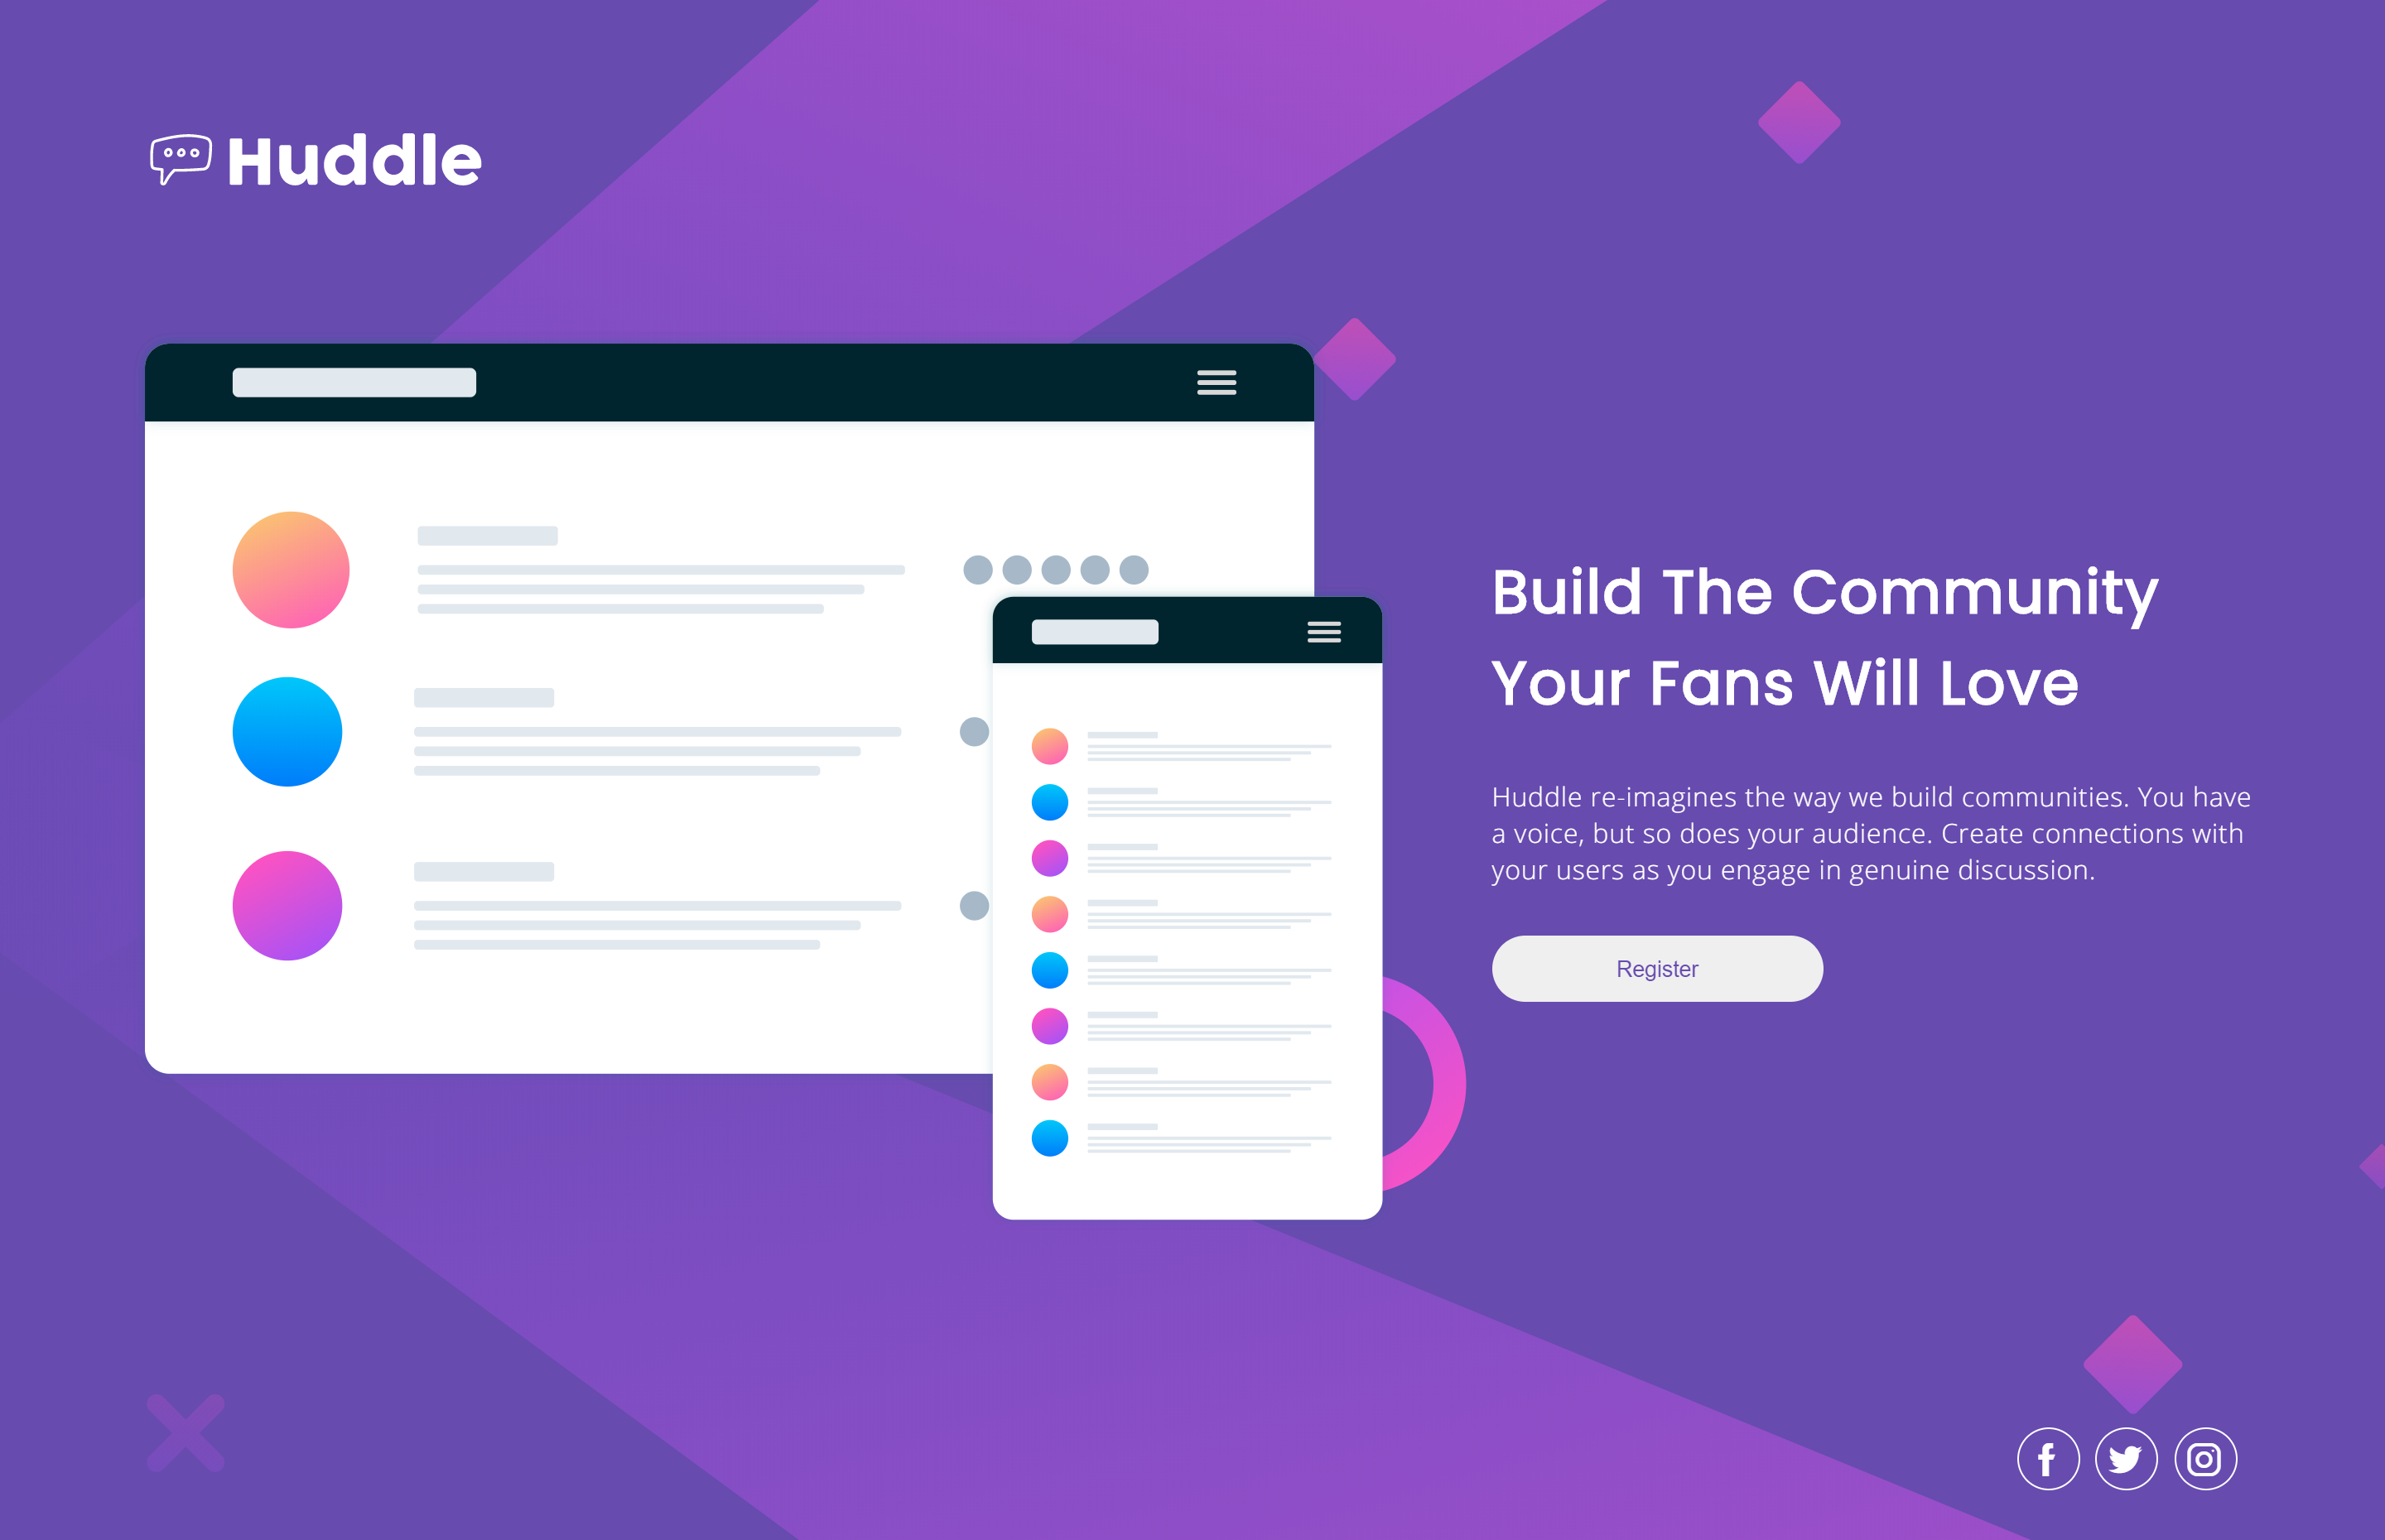 Huddle
Build The Community
Your Fans Will Love
Huddle re-imagines the way we build communities. You have
a voice, but so does your audience. Create connections with
your users as you engage in genuine discussion.
Register